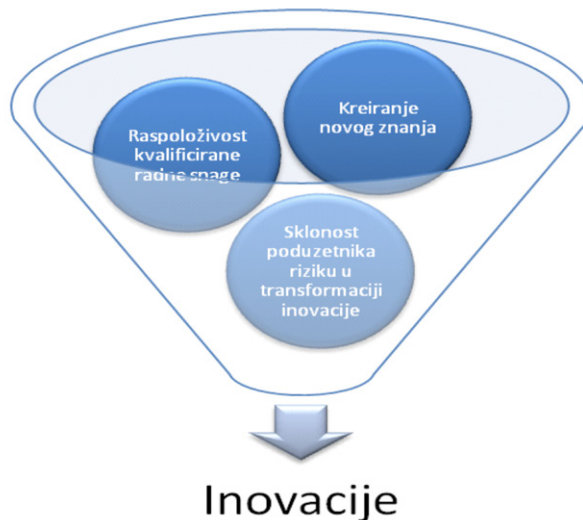 Kreiranje
novog znanja
Raspoloživost
kvalificirane
radne snage
Sklonost
poduzetnika
riziku u
transformaciji
inovacije
Inovacije